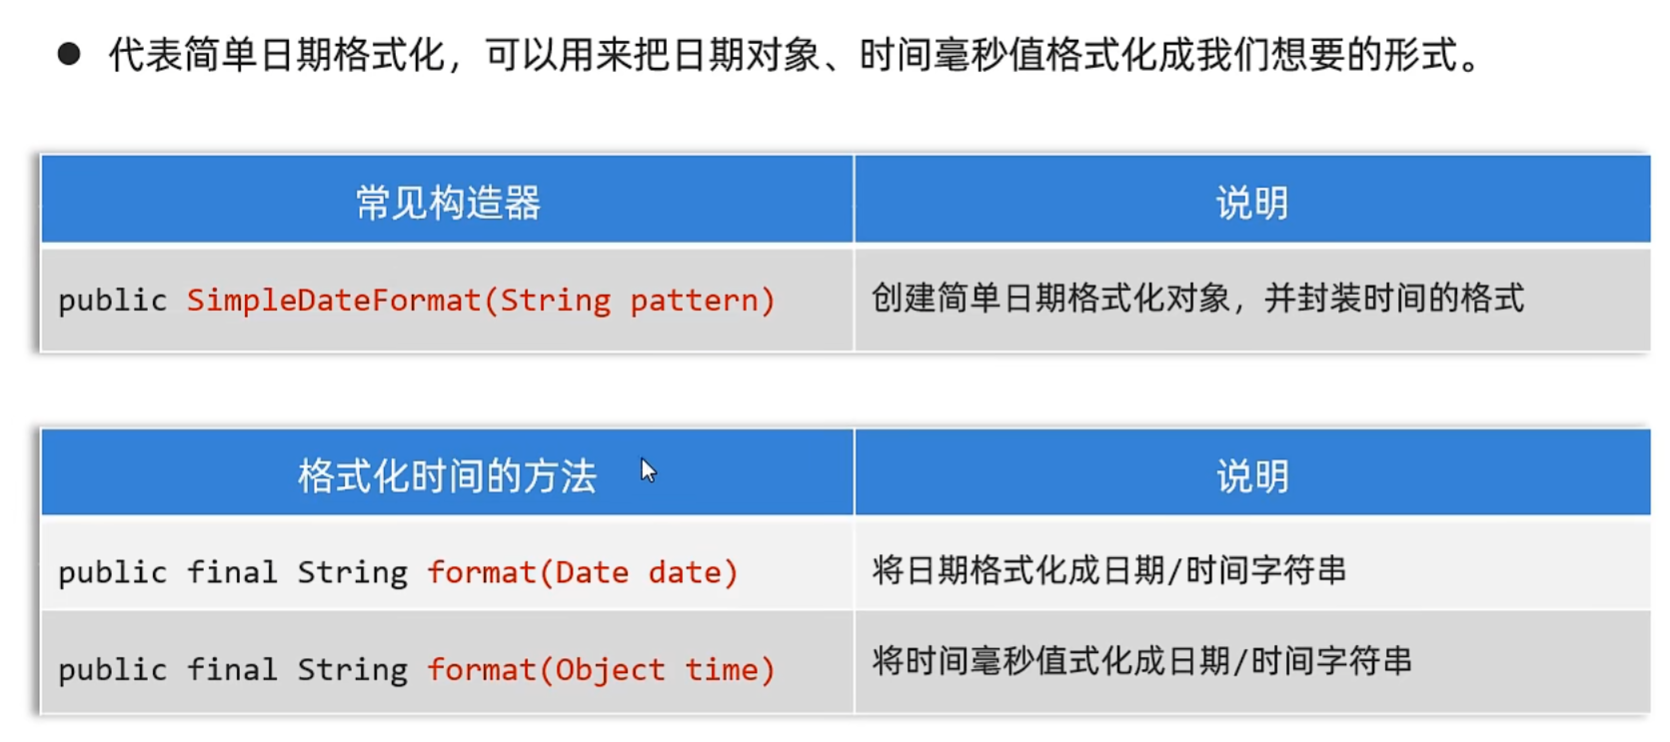 ● 代表简单日期格式化，可以用来把日期对象、时间毫秒值格式化成我们想要的形式。
常见构造器 说明
public SimpleDateFormat(String pattern) 创建简单日期格式化对象，并封装时间的格式
格式化时间的方法 说明
public final String format(Date date) 将日期格式化成日期/时间字符串
public final String format(Object time) 将时间毫秒值式化成日期/时间字符串